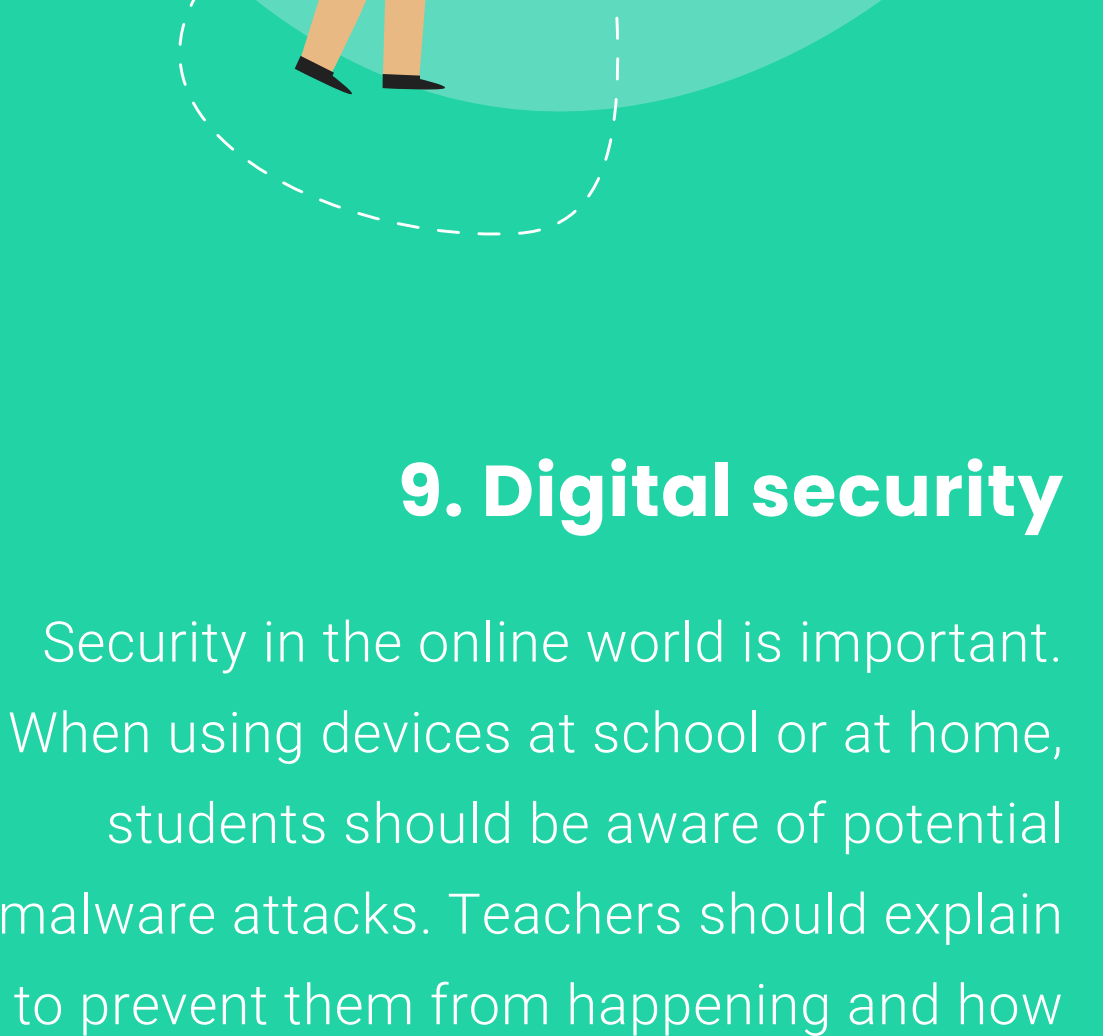 9. Digital security
Security in the online world is important.
When using devices at school or at home,
students should be aware of potential
malware attacks. Teachers should explain
to prevent them from happening and how